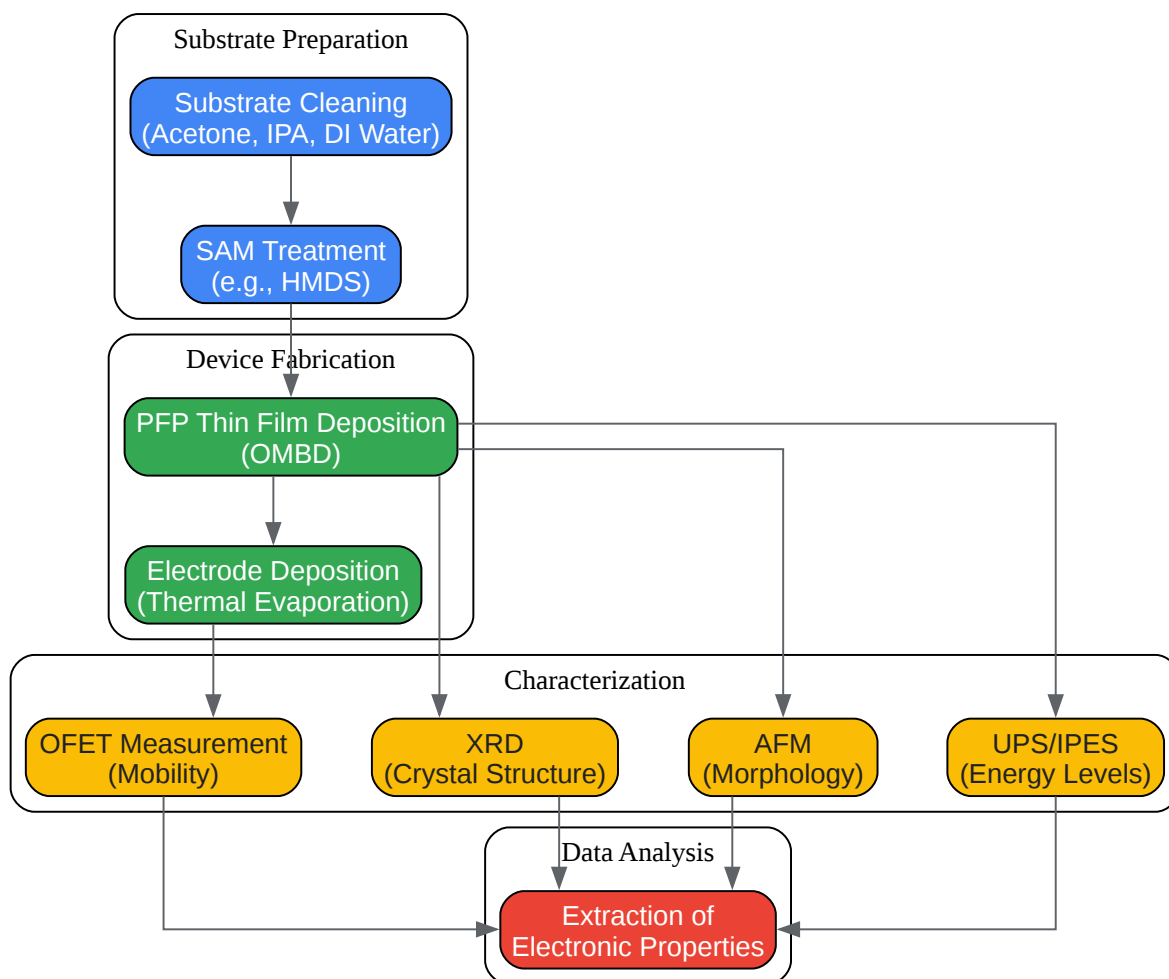 Substrate Preparation
Substrate Cleaning
(Acetone, IPA, DI Water)
SAM Treatment
(e.g., HMDS)
Device Fabrication
PFP Thin Film Deposition
(OMBD)
Electrode Deposition
(Thermal Evaporation)
Characterization
OFET Measurement
(Mobility)
XRD
(Crystal Structure)
AFM
(Morphology)
UPS/IPES
(Energy Levels)
Data Analysis
Extraction of
Electronic Properties